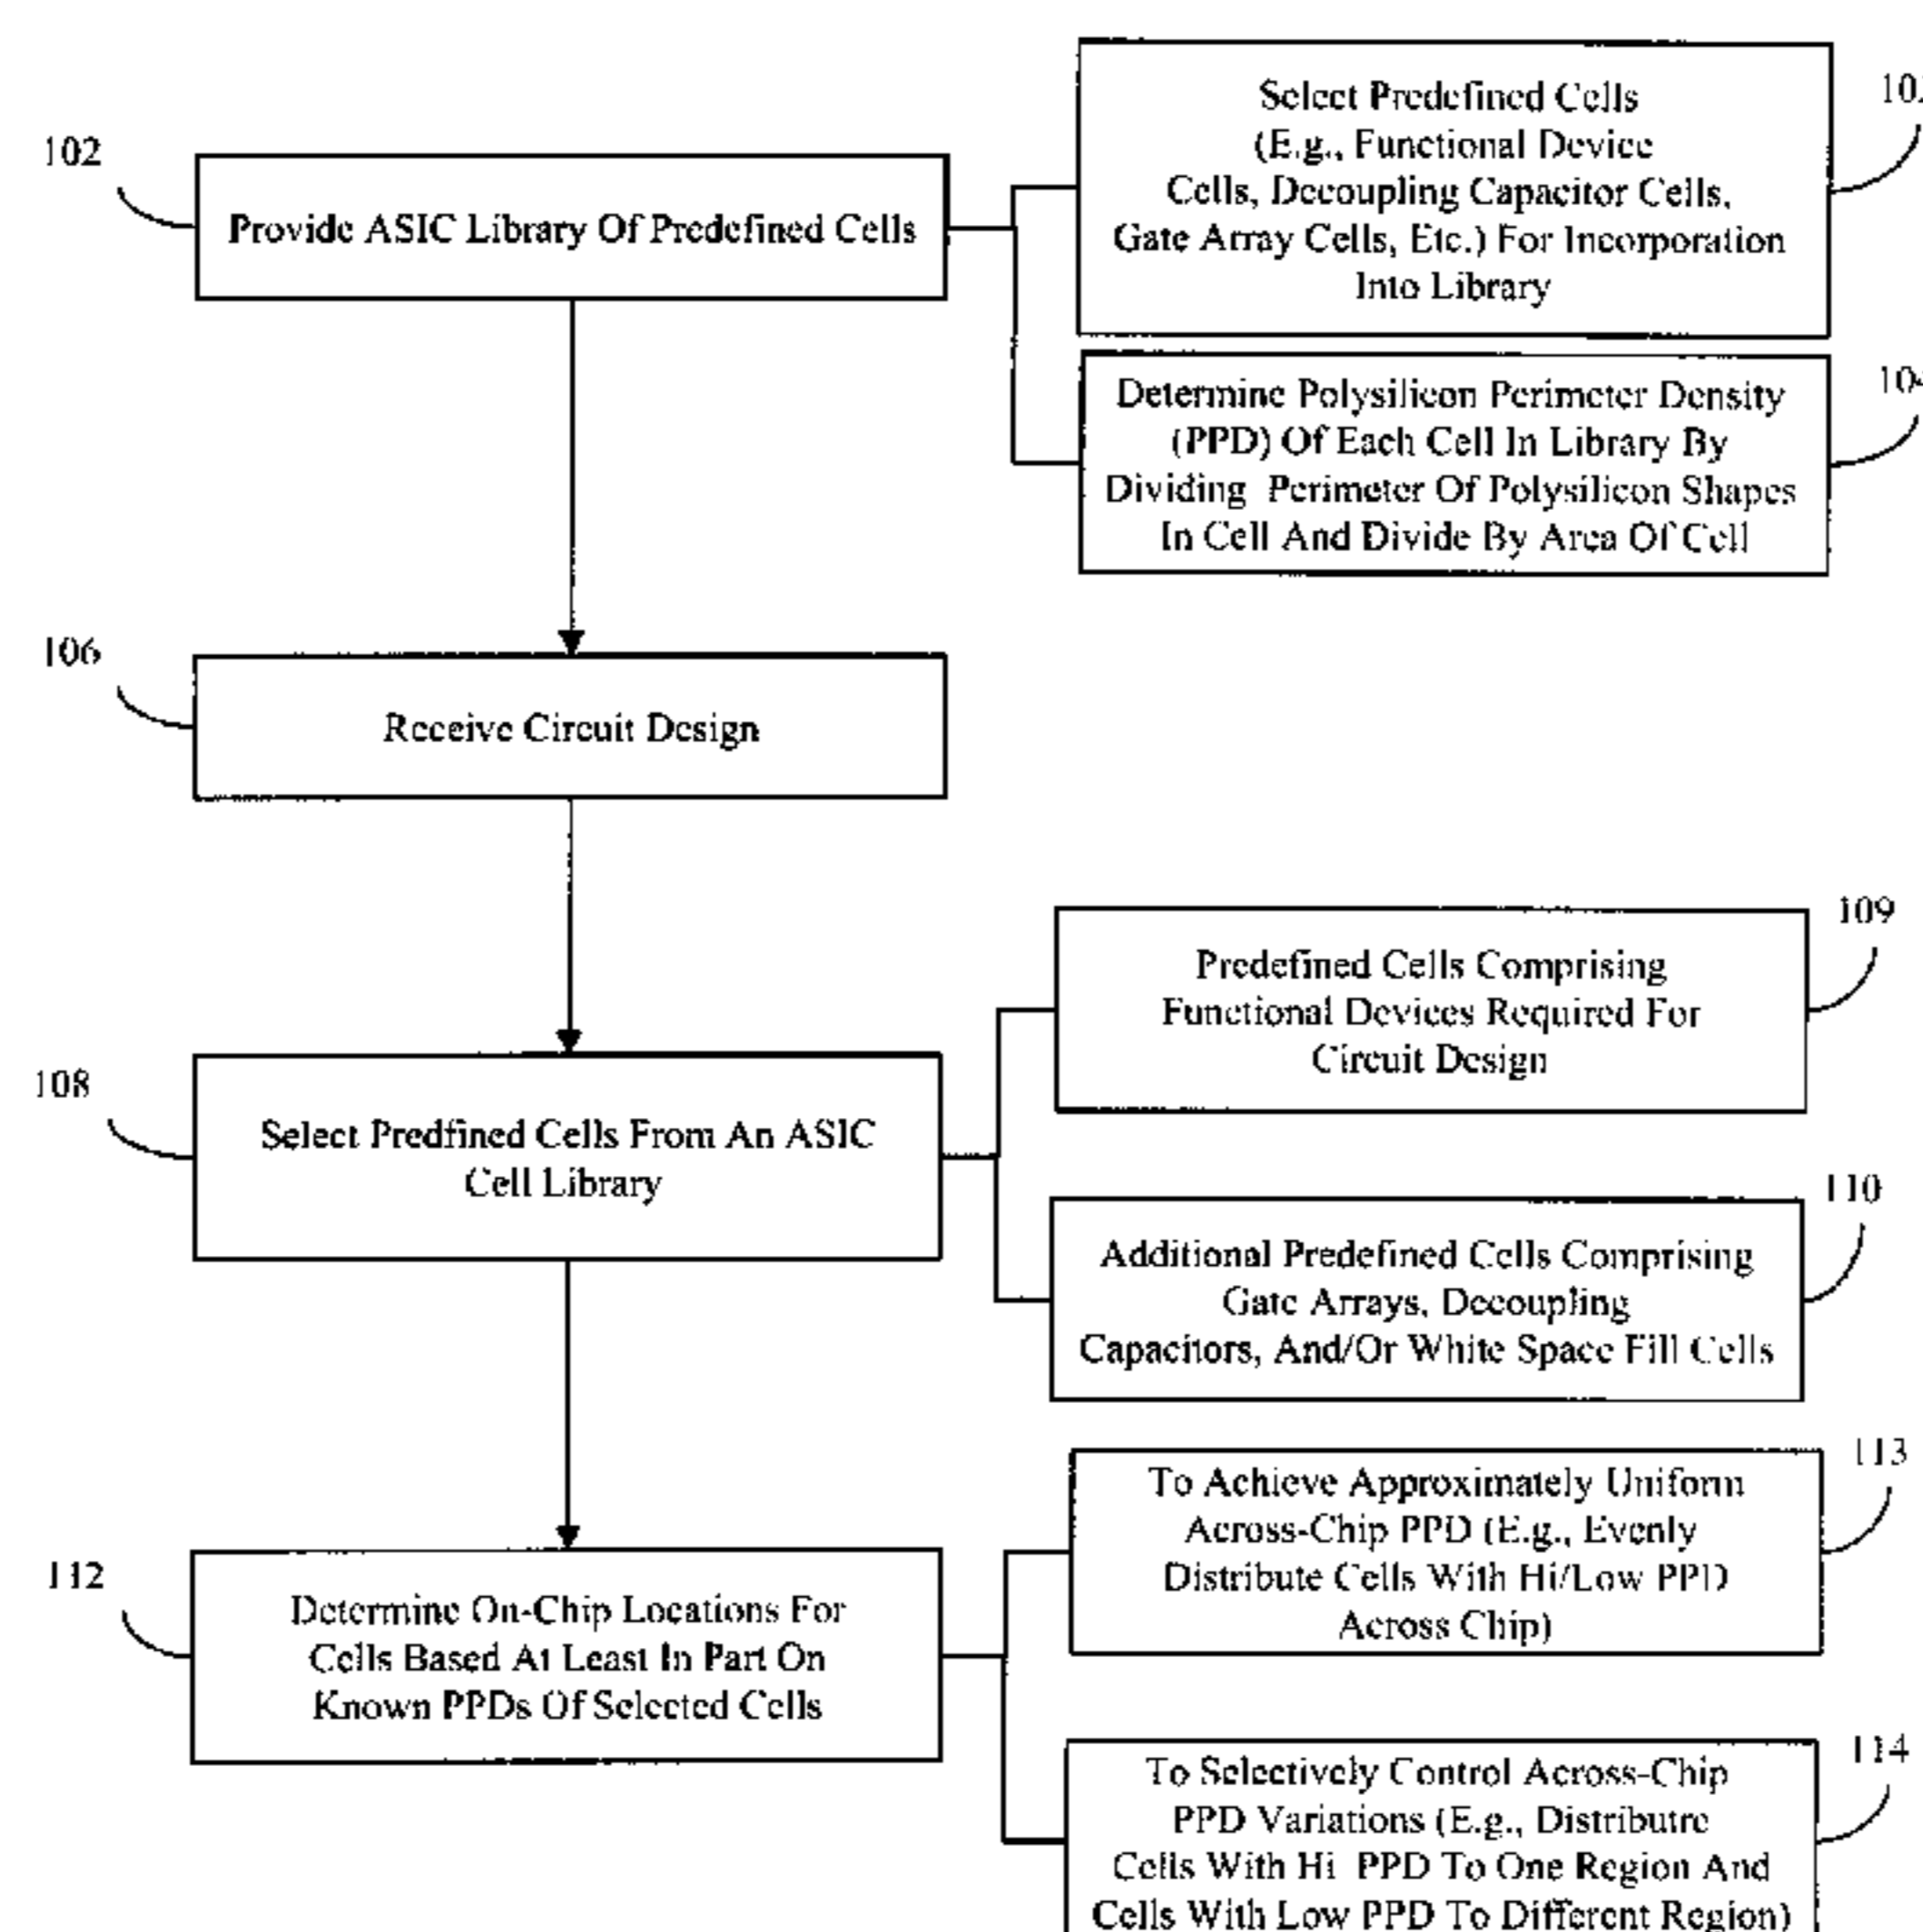 102
Provide ASIC Library Of Predefined Cells
Select Predefined Cells
(E.g., Functional Device
Cells, Decoupling Capacitor Cells,
Gate Array Cells, Etc.) For Incorporation
Into Library
Determine Polysilicon Perimeter Density
(PPD) Of Each Cell In Library By
Dividing Perimeter Of Polysilicon Shapes
In Cell And Divide By Area Of Cell
104
106
Receive Circuit Design
108
Select Predfined Cells From An ASIC
Cell Library
109
Predefined Cells Comprising
Functional Devices Required For
Circuit Design
110
Additional Predefined Cells Comprising
Gate Arrays, Decoupling
Capacitors, And/Or White Space Fill Cells
112
Determine On-Chip Locations For
Cells Based At Least In Part On
Known PPDs Of Selected Cells
113
To Achieve Approximately Uniform
Across-Chip PPD (E.g., Evenly
Distribute Cells With Hi/Low PPD
Across Chip)
114
To Selectively Control Across-Chip
PPD Variations (E.g., Distributre
Cells With Hi PPD To One Region And
Cells With Low PPD To Different Region)